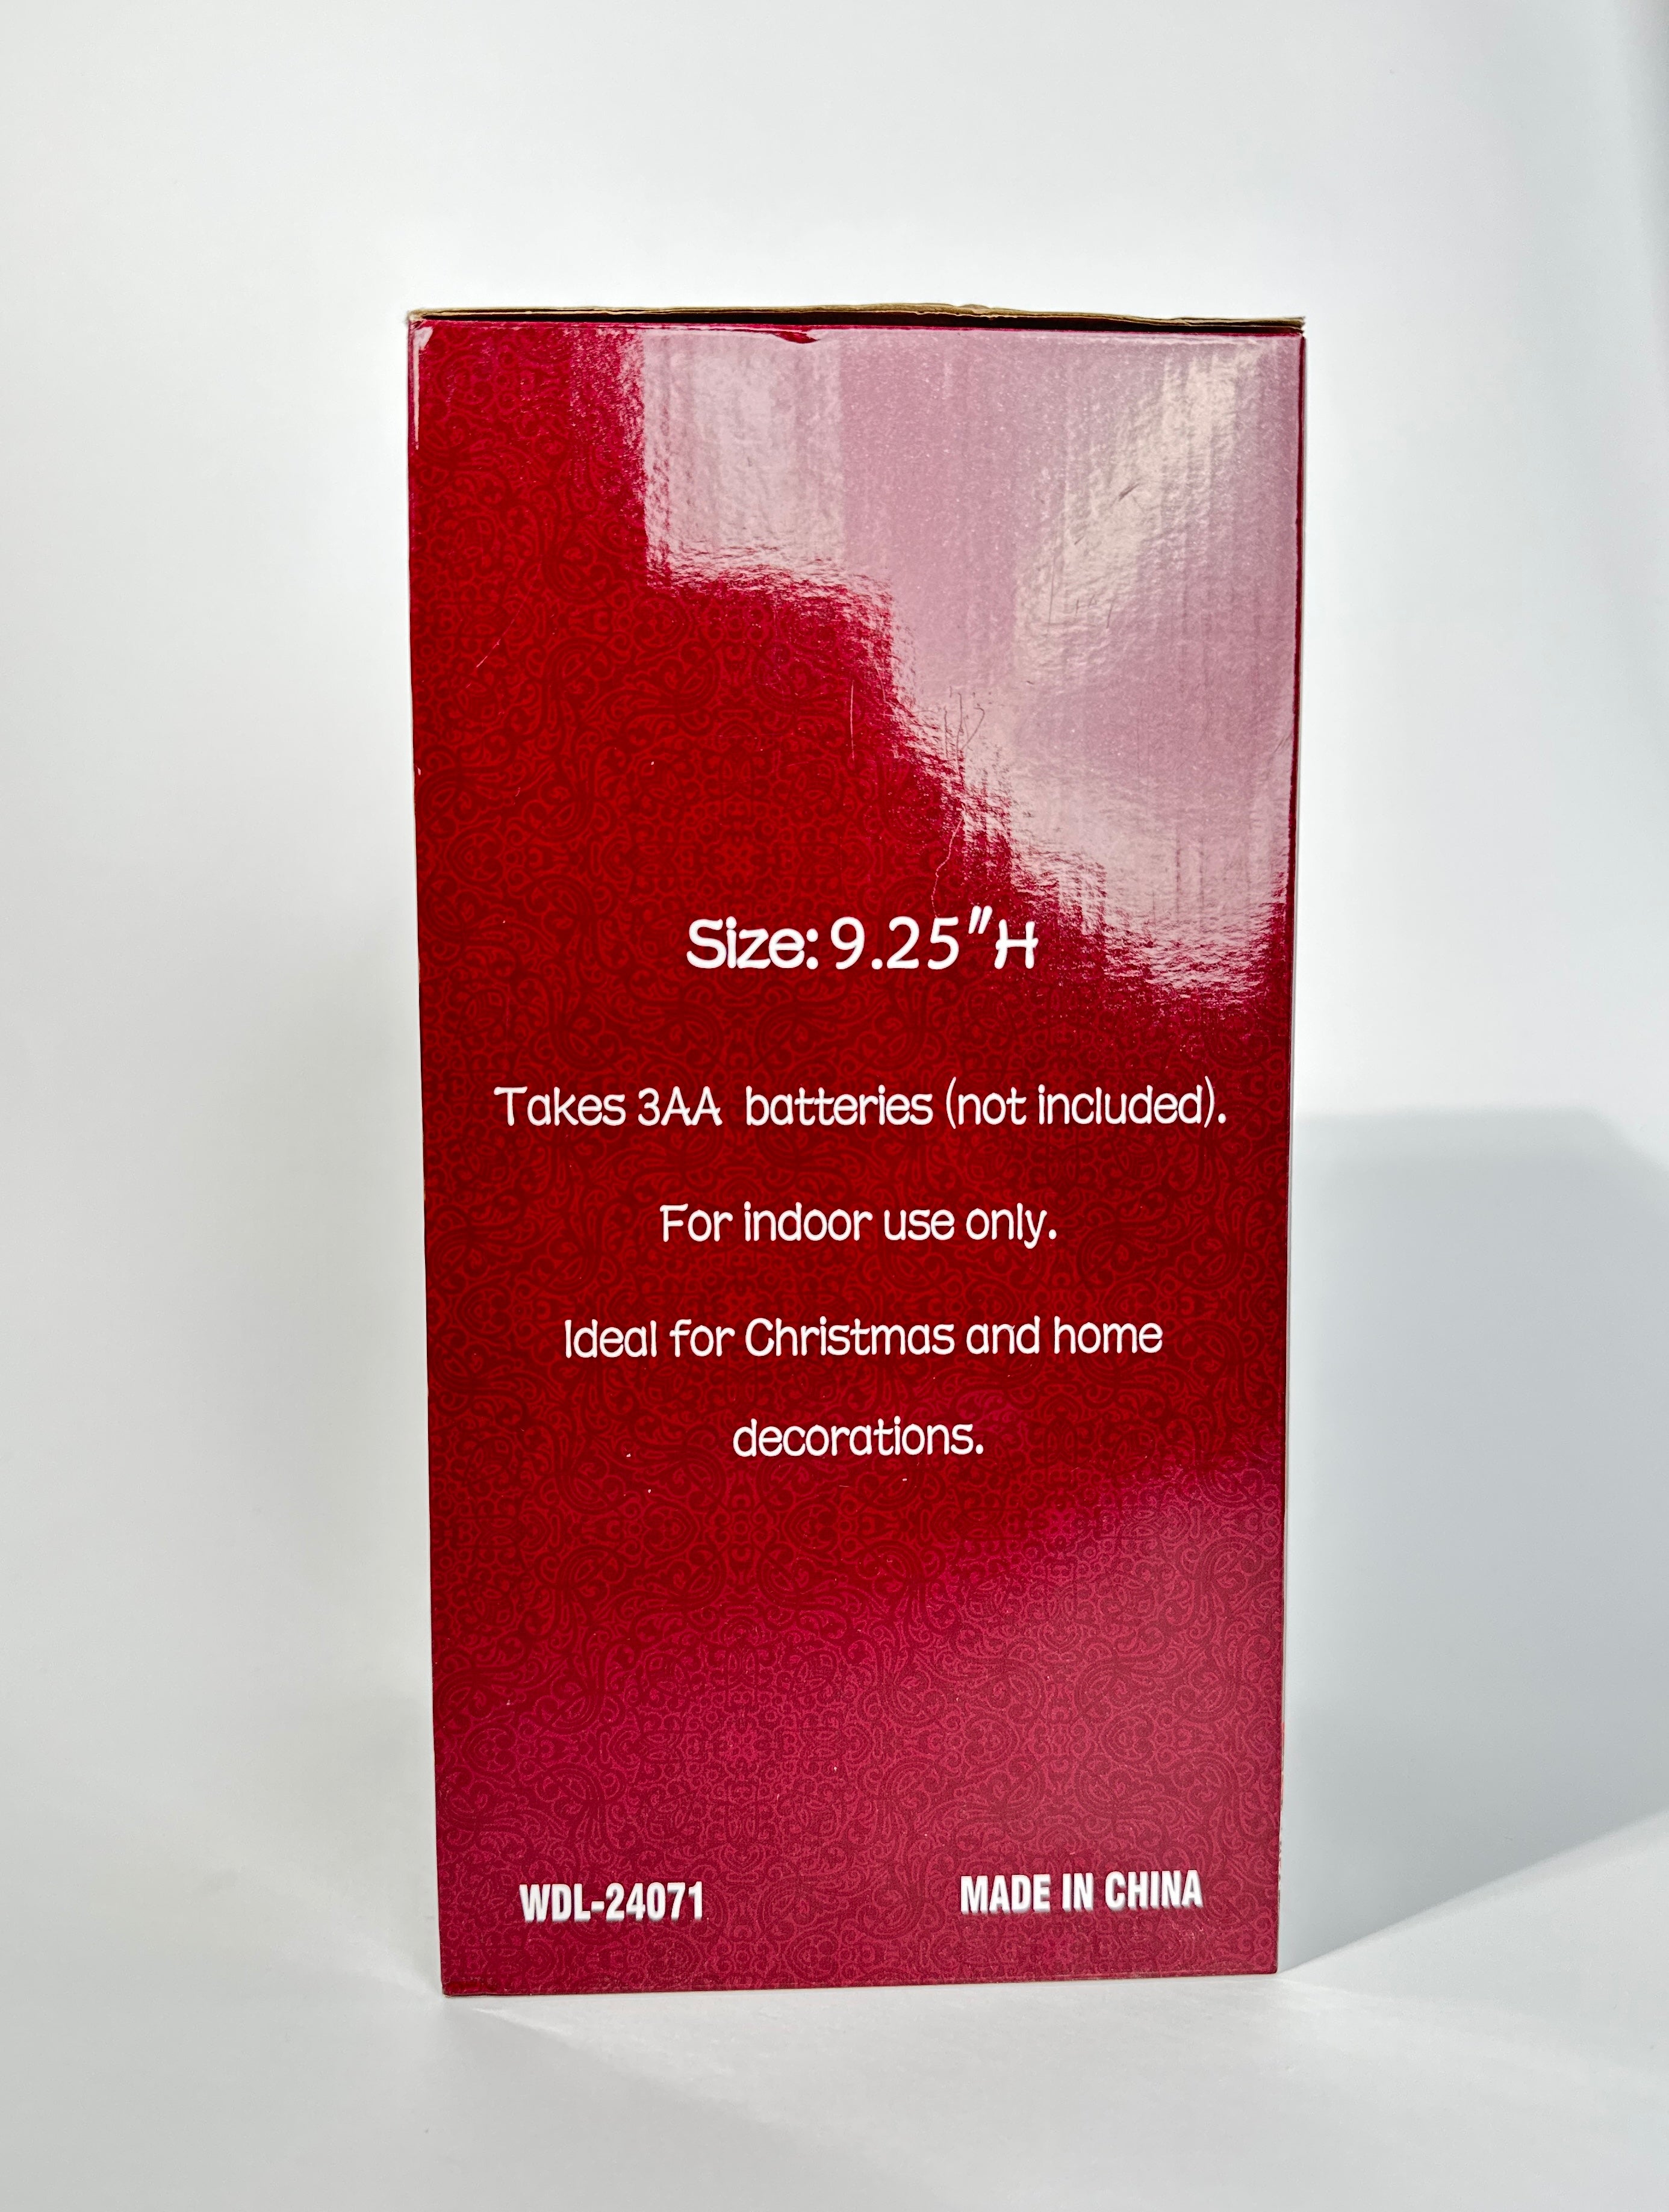 Size: 9.25"H
Takes 3AA batteries (not included).
For indoor use only.
Ideal for Christmas and home
decorations.
WDL-24071 MADE IN CHINA